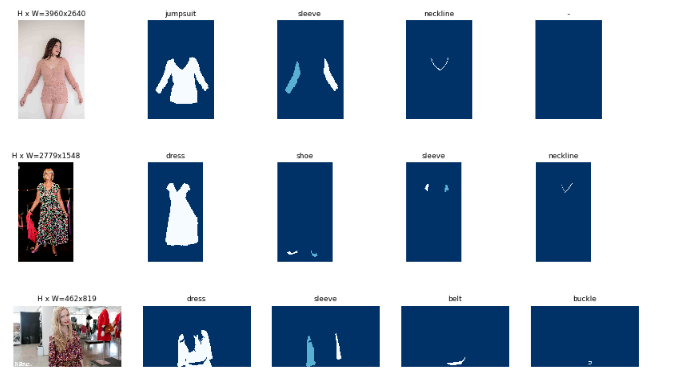 H x W=3960x2640 jumpsuit sleeve neckline -
H x W=2779x1548 dress shoe sleeve neckline
H x W=462x819 dress sleeve belt buckle